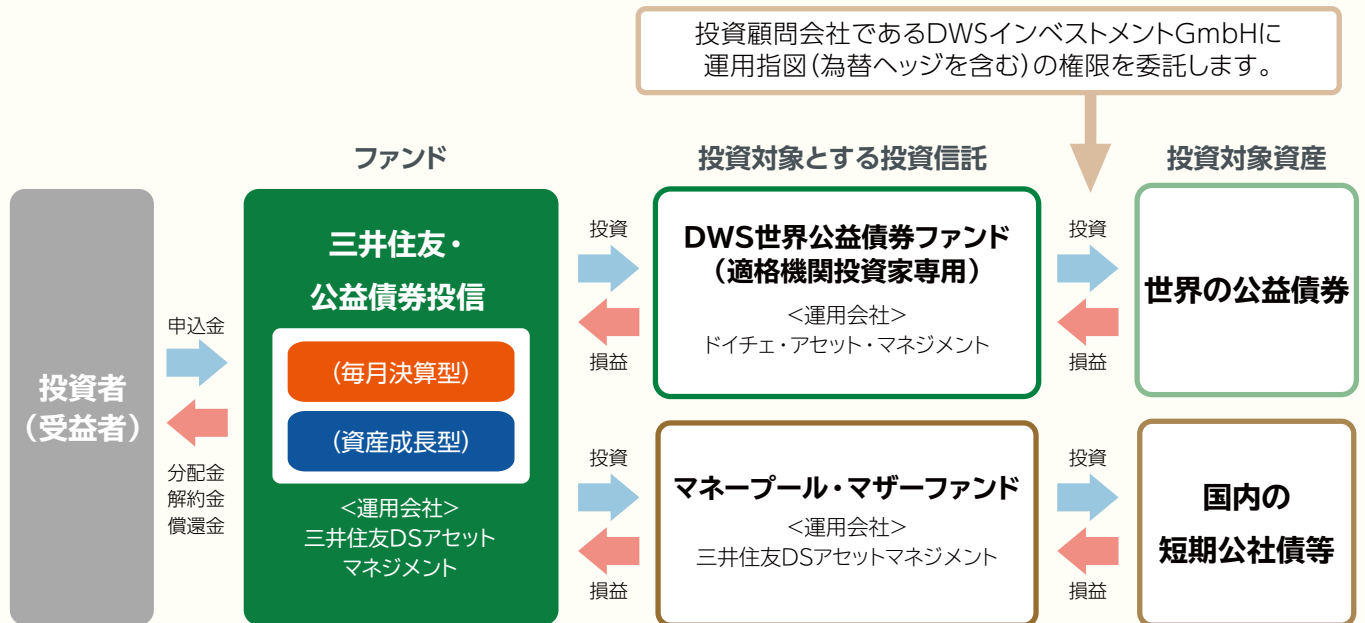 投資顧問会社であるDWSインベストメントGmbHに
運用指図(為替ヘッジを含む)の権限を委託します。
ファンド
投資対象とする投資信託
投資対象資産
投資者
(受益者)
申込金
分配金
解約金
償還金
三井住友・
公益債券投信
(毎月決算型)
(資産成長型)
<運用会社>
三井住友DSアセット
マネジメント
投資
損益
DWS世界公益債券ファンド
(適格機関投資家専用)
<運用会社>
ドイチェ・アセット・マネジメント
投資
損益
世界の公益債券
投資
損益
マネープール・マザーファンド
<運用会社>
三井住友DSアセットマネジメント
投資
損益
国内の
短期公社債等